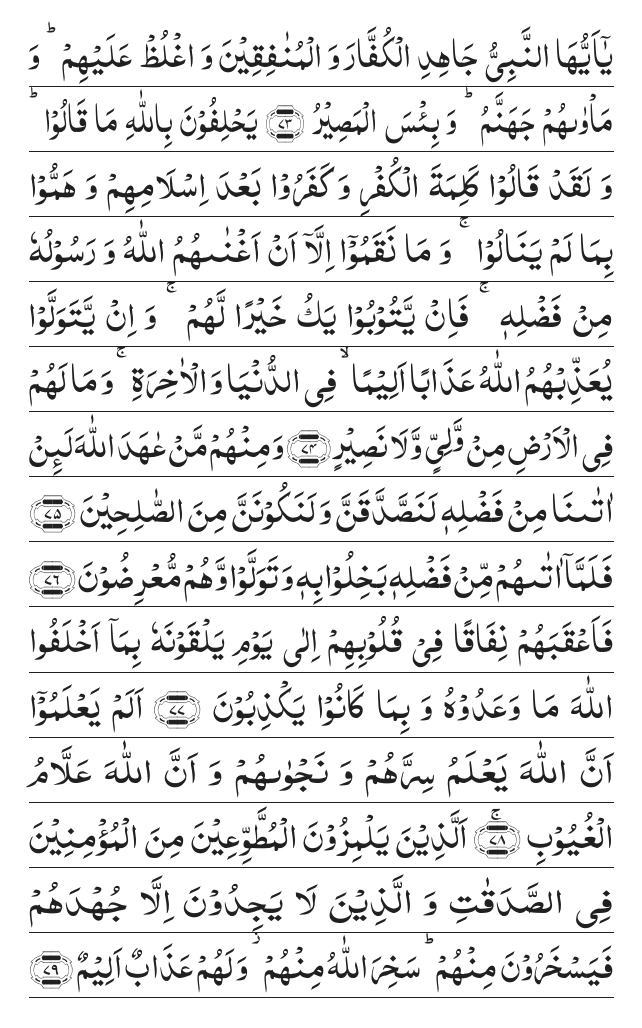 يٰۤاَيُّهَا النَّبِيُّ جَاهِدِ الْكُفَّارَ وَ الْمُنٰفِقِيْنَ وَ اغْلُظْ عَلَيْهِمْ ؕ وَ
مَاْوٰىهُمْ جَهَنَّمُ ؕ وَ بِئْسَ الْمَصِيْرُ ﴿۷۳﴾ يَحْلِفُوْنَ بِاللّٰهِ مَا قَالُوْا ؕ
وَ لَقَدْ قَالُوْا كَلِمَةَ الْكُفْرِ وَ كَفَرُوْا بَعْدَ اِسْلَامِهِمْ وَ هَمُّوْا
بِمَا لَمْ يَنَالُوْا ۚ وَ مَا نَقَمُوْۤا اِلَّاۤ اَنْ اَغْنٰىهُمُ اللّٰهُ وَ رَسُوْلُهٗ
مِنْ فَضْلِهٖ ۚ فَاِنْ يَّتُوْبُوْا يَكُ خَيْرًا لَّهُمْ ۚ وَ اِنْ يَّتَوَلَّوْا
يُعَذِّبْهُمُ اللّٰهُ عَذَابًا اَلِيْمًا ۙ فِي الدُّنْيَا وَ الْاٰخِرَةِ ۚ وَ مَا لَهُمْ
فِي الْاَرْضِ مِنْ وَّلِيٍّ وَّلَا نَصِيْرٍ ﴿۷۴﴾ وَ مِنْهُمْ مَّنْ عٰهَدَ اللّٰهَ لَئِنْ
اٰتٰىنَا مِنْ فَضْلِهٖ لَنَصَّدَّقَنَّ وَ لَنَكُوْنَنَّ مِنَ الصّٰلِحِيْنَ ﴿۷۵﴾
فَلَمَّاۤ اٰتٰىهُمْ مِّنْ فَضْلِهٖ بَخِلُوْا بِهٖ وَ تَوَلَّوْا وَّهُمْ مُّعْرِضُوْنَ ﴿۷۶﴾
فَاَعْقَبَهُمْ نِفَاقًا فِيْ قُلُوْبِهِمْ اِلٰى يَوْمِ يَلْقَوْنَهٗ بِمَاۤ اَخْلَفُوا
اللّٰهَ مَا وَعَدُوْهُ وَ بِمَا كَانُوْا يَكْذِبُوْنَ ﴿۷۷﴾ اَلَمْ يَعْلَمُوْۤا
اَنَّ اللّٰهَ يَعْلَمُ سِرَّهُمْ وَ نَجْوٰىهُمْ وَ اَنَّ اللّٰهَ عَلَّامُ
الْغُيُوْبِ ﴿۷۸﴾ۚ اَلَّذِيْنَ يَلْمِزُوْنَ الْمُطَّوِّعِيْنَ مِنَ الْمُؤْمِنِيْنَ
فِي الصَّدَقٰتِ وَ الَّذِيْنَ لَا يَجِدُوْنَ اِلَّا جُهْدَهُمْ
فَيَسْخَرُوْنَ مِنْهُمْ ؕ سَخِرَ اللّٰهُ مِنْهُمْ ؗ وَ لَهُمْ عَذَابٌ اَلِيْمٌ ﴿۷۹﴾